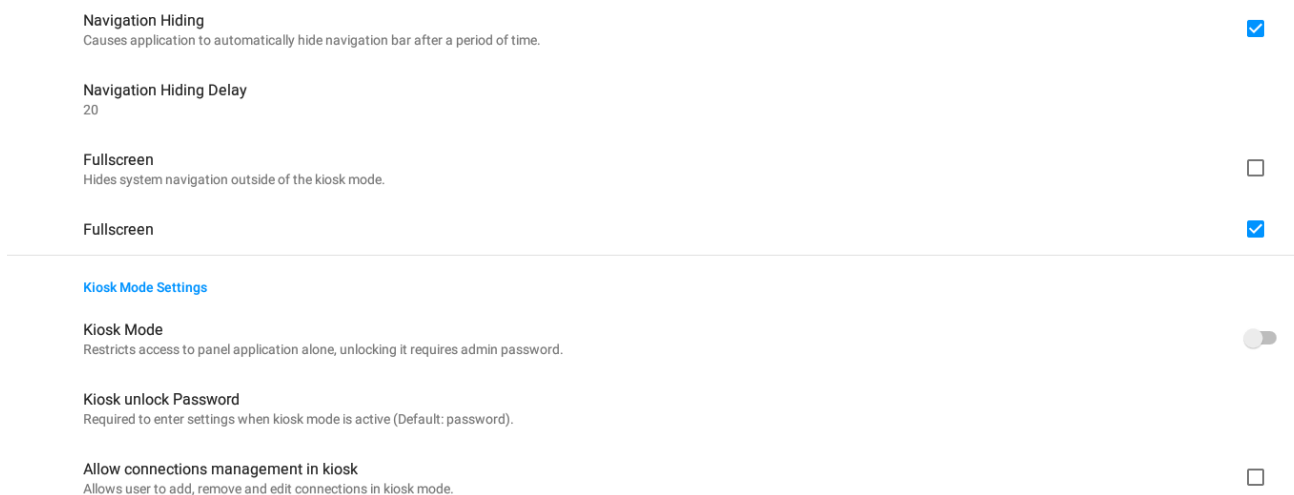 Navigation Hiding
Causes application to automatically hide navigation bar after a period of time.
Navigation Hiding Delay
20
Fullscreen
Hides system navigation outside of the kiosk mode.
Fullscreen
Kiosk Mode Settings
Kiosk Mode
Restricts access to panel application alone, unlocking it requires admin password.
Kiosk unlock Password
Required to enter settings when kiosk mode is active (Default: password).
Allow connections management in kiosk
Allows user to add, remove and edit connections in kiosk mode.